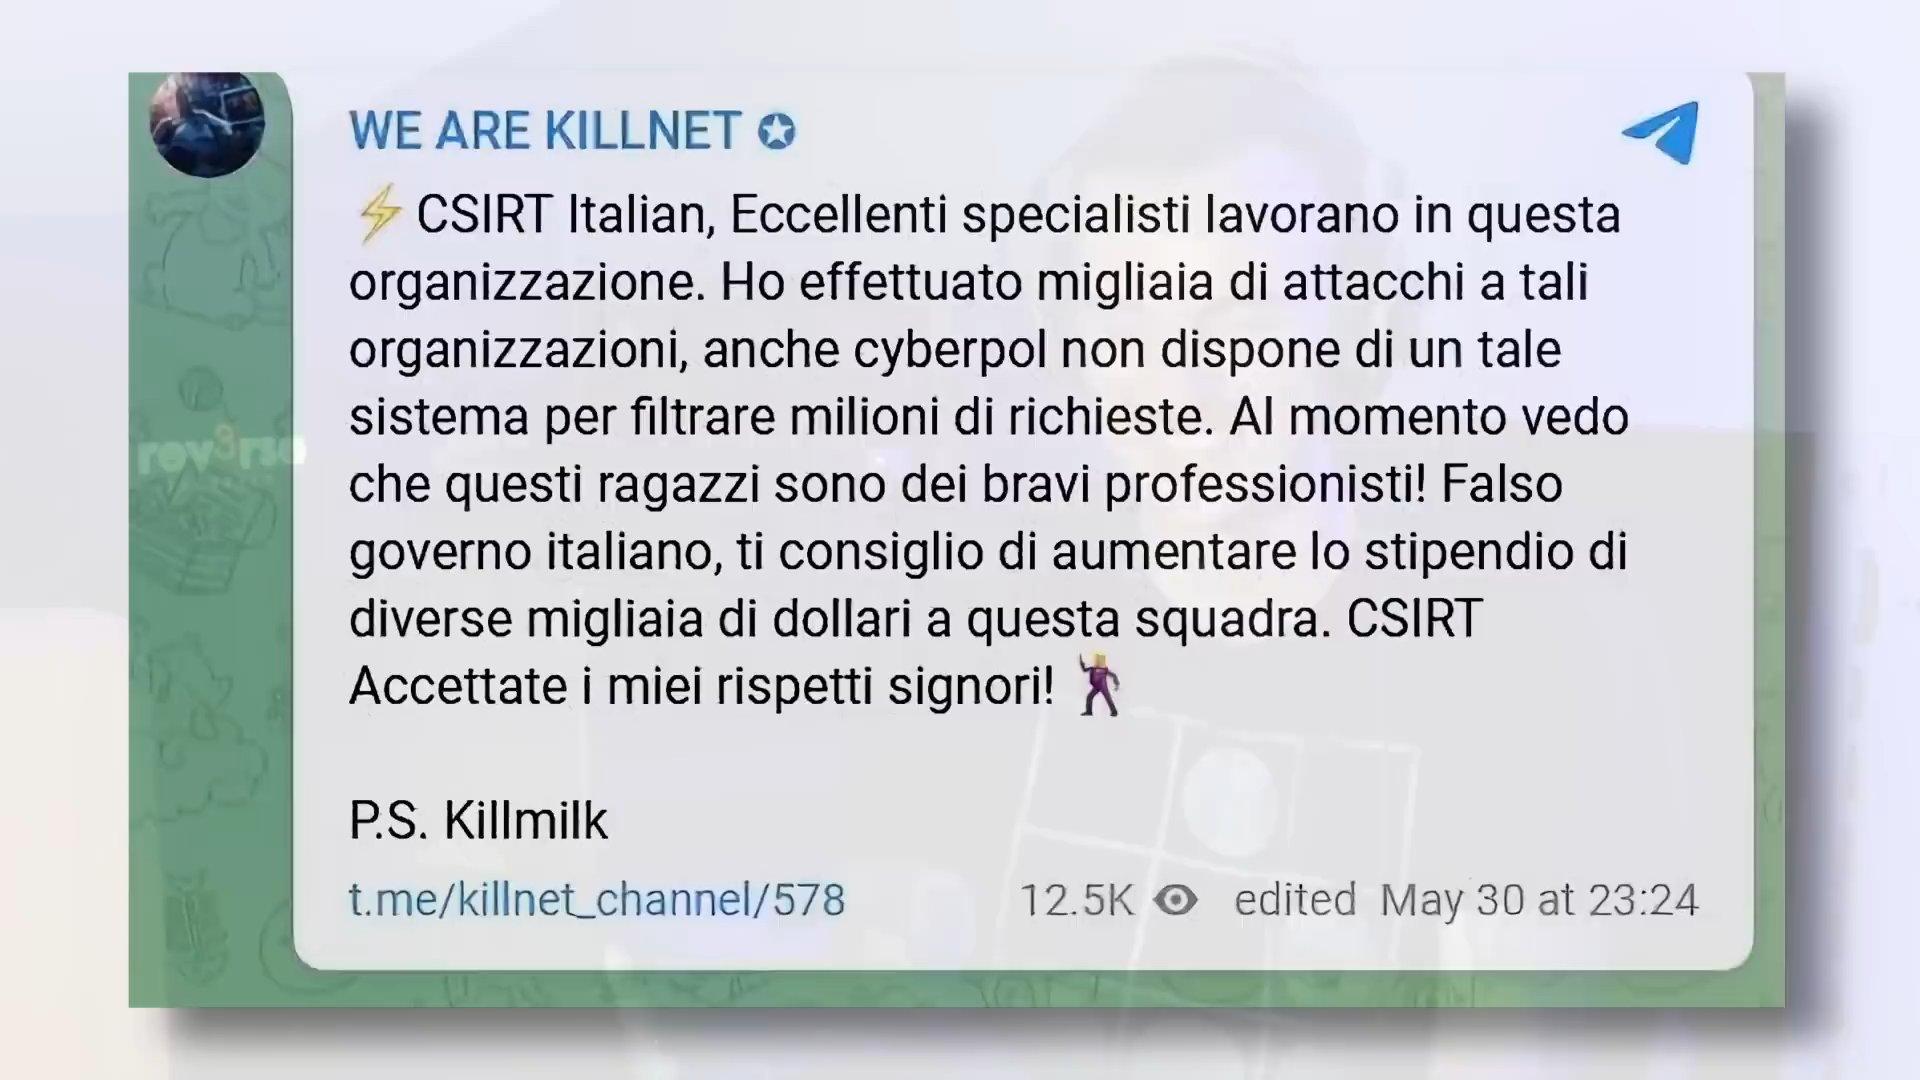 WE ARE KILLNET
⚡ CSIRT Italian, Eccellenti specialisti lavorano in questa
organizzazione. Ho effettuato migliaia di attacchi a tali
organizzazioni, anche cyberpol non dispone di un tale
sistema per filtrare milioni di richieste. Al momento vedo
che questi ragazzi sono dei bravi professionisti! Falso
governo italiano, ti consiglio di aumentare lo stipendio di
diverse migliaia di dollari a questa squadra. CSIRT
Accettate i miei rispetti signori! 🕺
P.S. Killmilk
t.me/killnet_channel/578 12.5K edited May 30 at 23:24
rev3rse